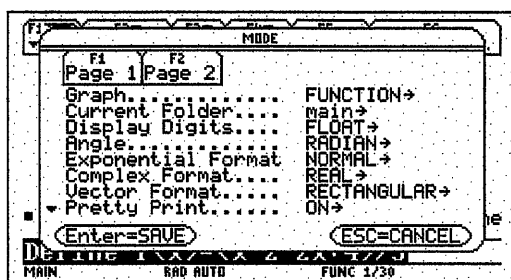 MODE
F1 F2
Page 1 Page 2
Graph.............. FUNCTION→
Current Folder.... main→
Display Digits.... FLOAT→
Angle.............. RADIAN→
Exponential Format NORMAL→
Complex Format.... REAL→
Vector Format..... RECTANGULAR→
Pretty Print...... ON→
Enter=SAVE ESC=CANCEL
MAIN RAD AUTO FUNC 1/30